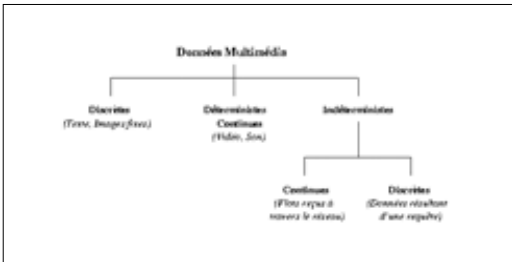 Données Multimédia
Discrètes
(Texte, Images fixes)
Déterministes
Continues
(Vidéo, Son)
Indéterministes
Continues
(Flots reçus à
travers le réseau)
Discrètes
(Données résultant
d'une requête)